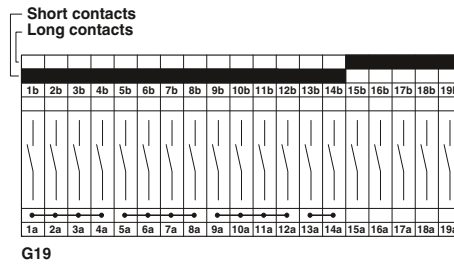 Short contacts
Long contacts
1b 2b 3b 4b 5b 6b 7b 8b 9b 10b 11b 12b 13b 14b 15b 16b 17b 18b 19b
1a 2a 3a 4a 5a 6a 7a 8a 9a 10a 11a 12a 13a 14a 15a 16a 17a 18a 19a
G19